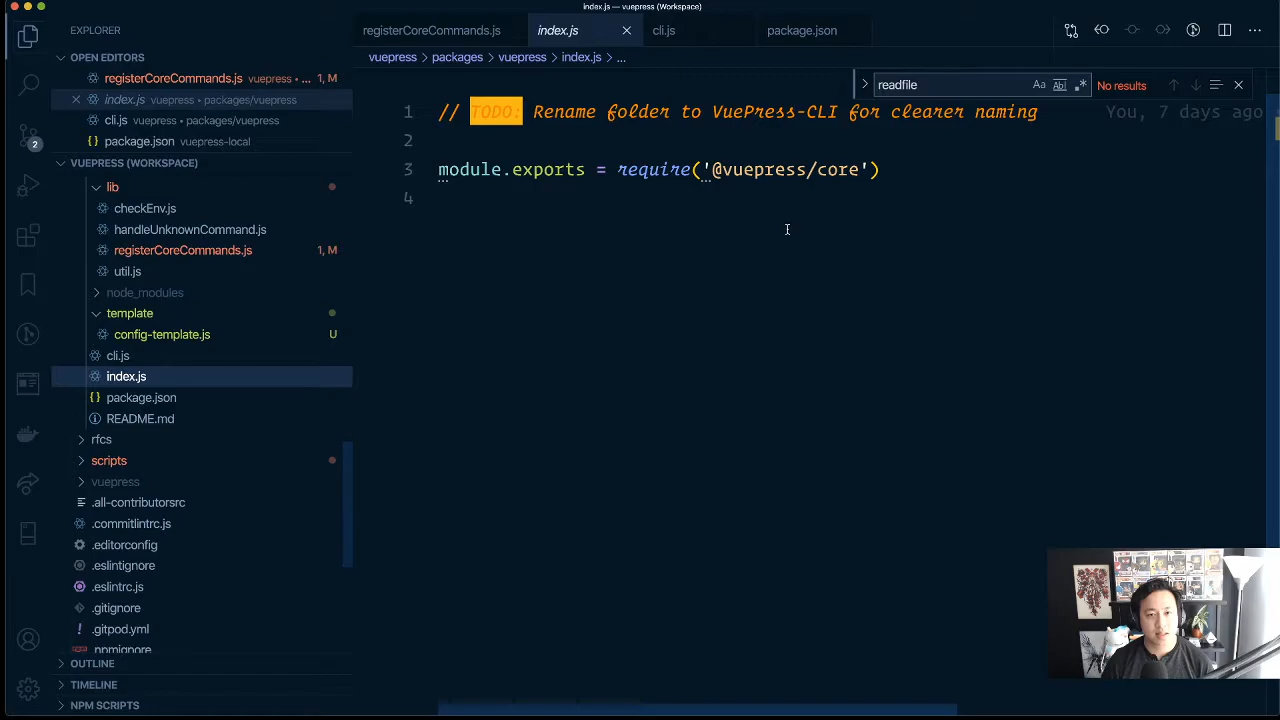 index.js — vuepress (Workspace)
EXPLORER
OPEN EDITORS
registerCoreCommands.js vuepress • ... 1, M
index.js vuepress • packages/vuepress
cli.js vuepress • packages/vuepress
package.json vuepress-local
VUEPRESS (WORKSPACE)
lib
checkEnv.js
handleUnknownCommand.js
registerCoreCommands.js 1, M
util.js
node_modules
template
config-template.js U
cli.js
index.js
package.json
README.md
rfcs
scripts
vuepress
.all-contributorsrc
.commitlintrc.js
.editorconfig
.eslintignore
.eslintrc.js
.gitignore
.gitpod.yml
.npmignore
OUTLINE
TIMELINE
NPM SCRIPTS
2
registerCoreCommands.js index.js cli.js package.json
vuepress > packages > vuepress > index.js > ...
readfile Aa ab .* No results
1 // TODO: Rename folder to VuePress-CLI for clearer naming You, 7 days ago
2
3 module.exports = require('@vuepress/core')
4